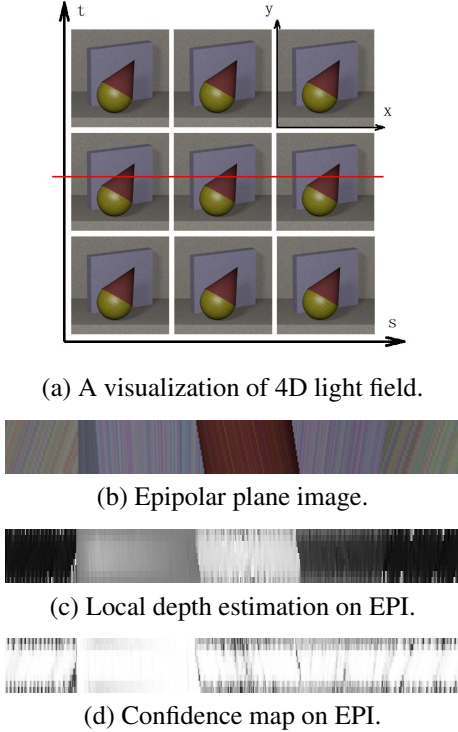 t
y
x
s
(a) A visualization of 4D light field.
(b) Epipolar plane image.
(c) Local depth estimation on EPI.
(d) Confidence map on EPI.